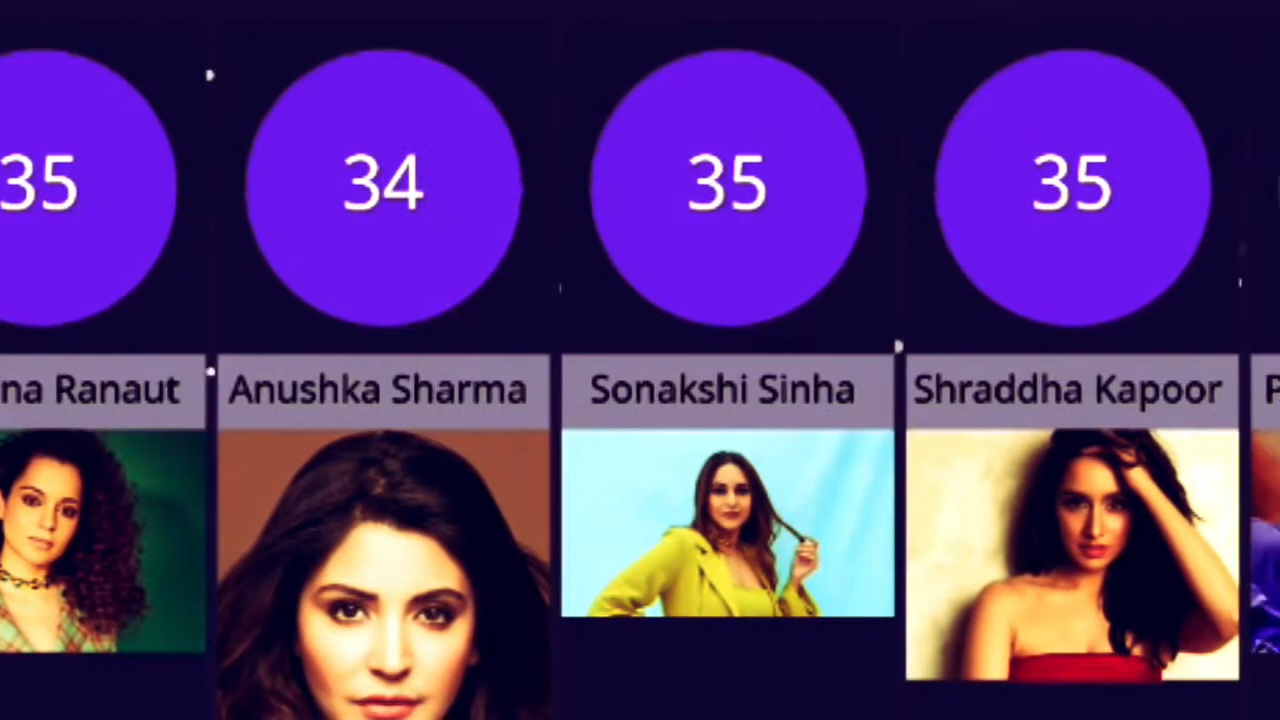 35
34
35
35
na Ranaut
Anushka Sharma
Sonakshi Sinha
Shraddha Kapoor
P